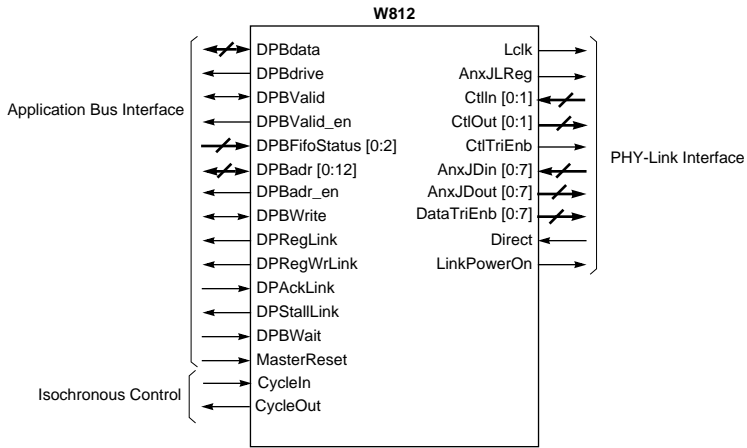 W812
Application Bus Interface
DPBdata
DPBdrive
DPBValid
DPBValid_en
DPBFifoStatus [0:2]
DPBadr [0:12]
DPBadr_en
DPBWrite
DPRegLink
DPRegWrLink
DPAckLink
DPStallLink
DPBWait
MasterReset
Isochronous Control
CycleIn
CycleOut
Lclk
AnxJLReg
CtlIn [0:1]
CtlOut [0:1]
CtlTriEnb
AnxJDin [0:7]
AnxJDout [0:7]
DataTriEnb [0:7]
Direct
LinkPowerOn
PHY-Link Interface